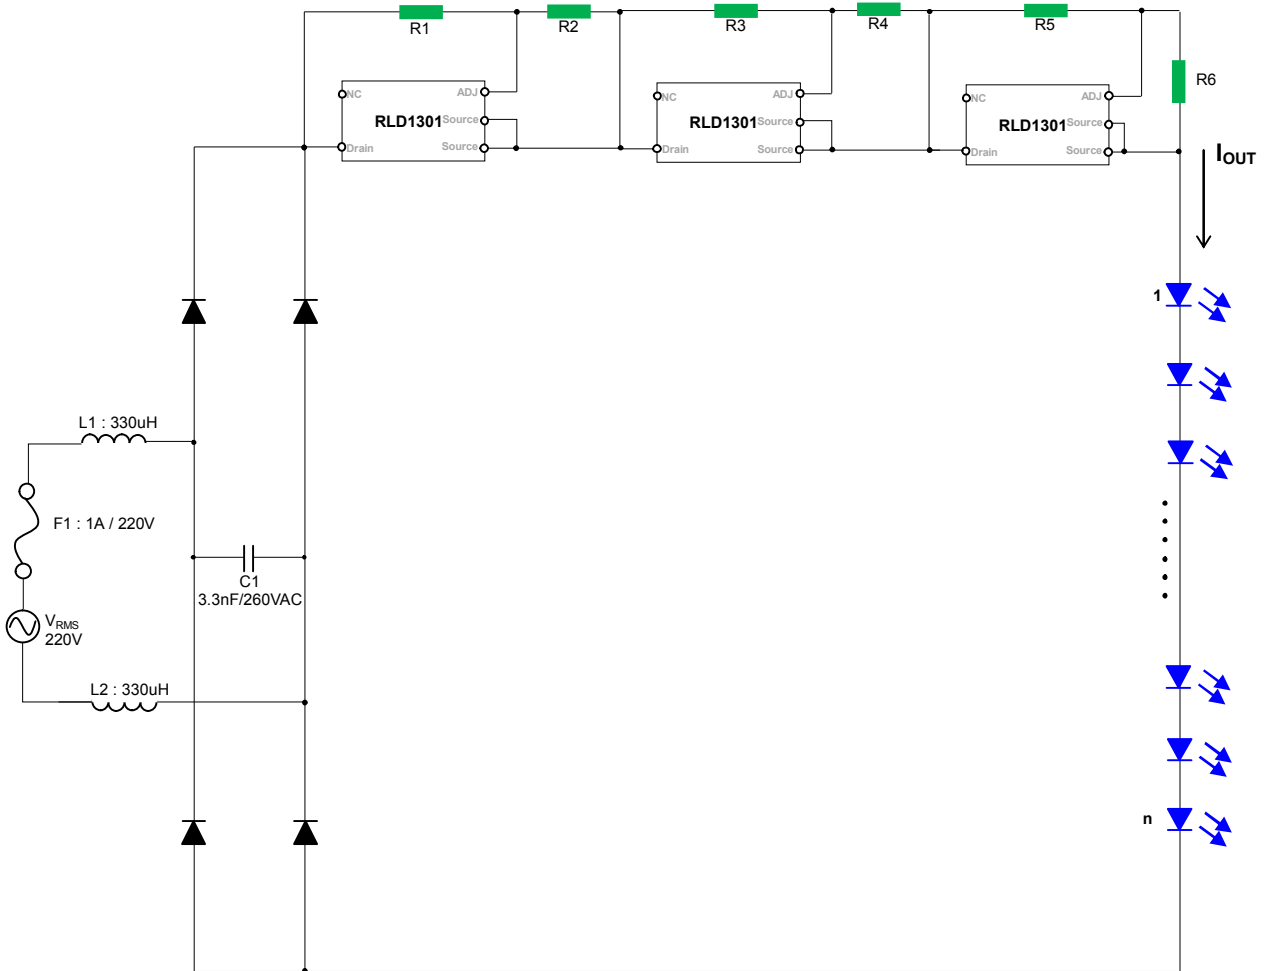 R1
R2
R3
R4
R5
R6
NC
ADJ
RLD1301
Source
Drain
Source
NC
ADJ
RLD1301
Source
Drain
Source
NC
ADJ
RLD1301
Source
Drain
Source
IOUT
1
L1 : 330uH
F1 : 1A / 220V
C1
3.3nF/260VAC
VRMS
220V
L2 : 330uH
n